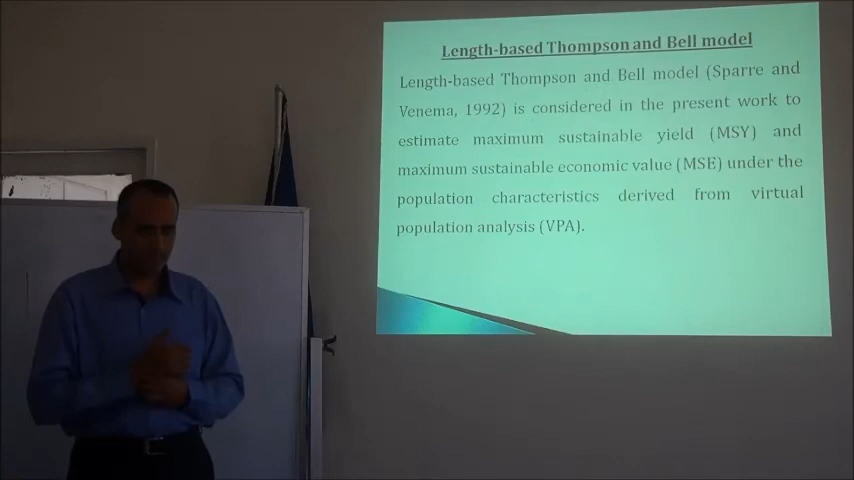 Length-based Thompson and Bell model
Length-based Thompson and Bell model (Sparre and
Venema, 1992) is considered in the present work to
estimate maximum sustainable yield (MSY) and
maximum sustainable economic value (MSE) under the
population characteristics derived from virtual
population analysis (VPA).